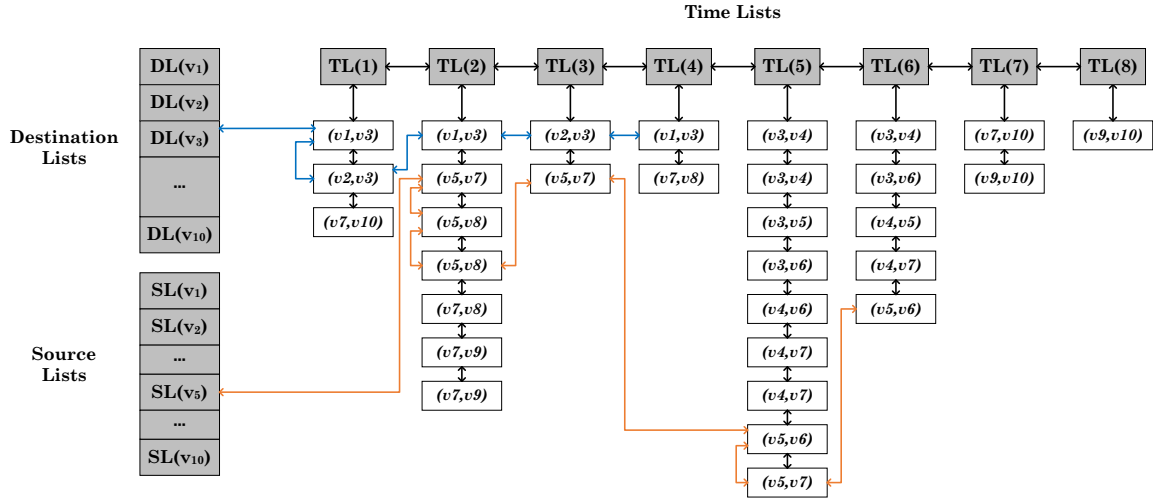 Time Lists
DL(v₁)
DL(v₂)
DL(v₃)
...
DL(v₁₀)
Destination
Lists
SL(v₁)
SL(v₂)
...
SL(v₅)
...
SL(v₁₀)
Source
Lists
TL(1) TL(2) TL(3) TL(4) TL(5) TL(6) TL(7) TL(8)
(v1,v3) (v1,v3) (v2,v3) (v1,v3) (v3,v4) (v3,v4) (v7,v10) (v9,v10)
(v2,v3) (v5,v7) (v5,v7) (v7,v8) (v3,v4) (v3,v6) (v9,v10)
(v7,v10) (v5,v8) (v3,v5) (v4,v5)
(v5,v8) (v3,v6) (v4,v7)
(v7,v8) (v4,v6) (v5,v6)
(v7,v9) (v4,v7)
(v7,v9) (v4,v7)
(v5,v6)
(v5,v7)